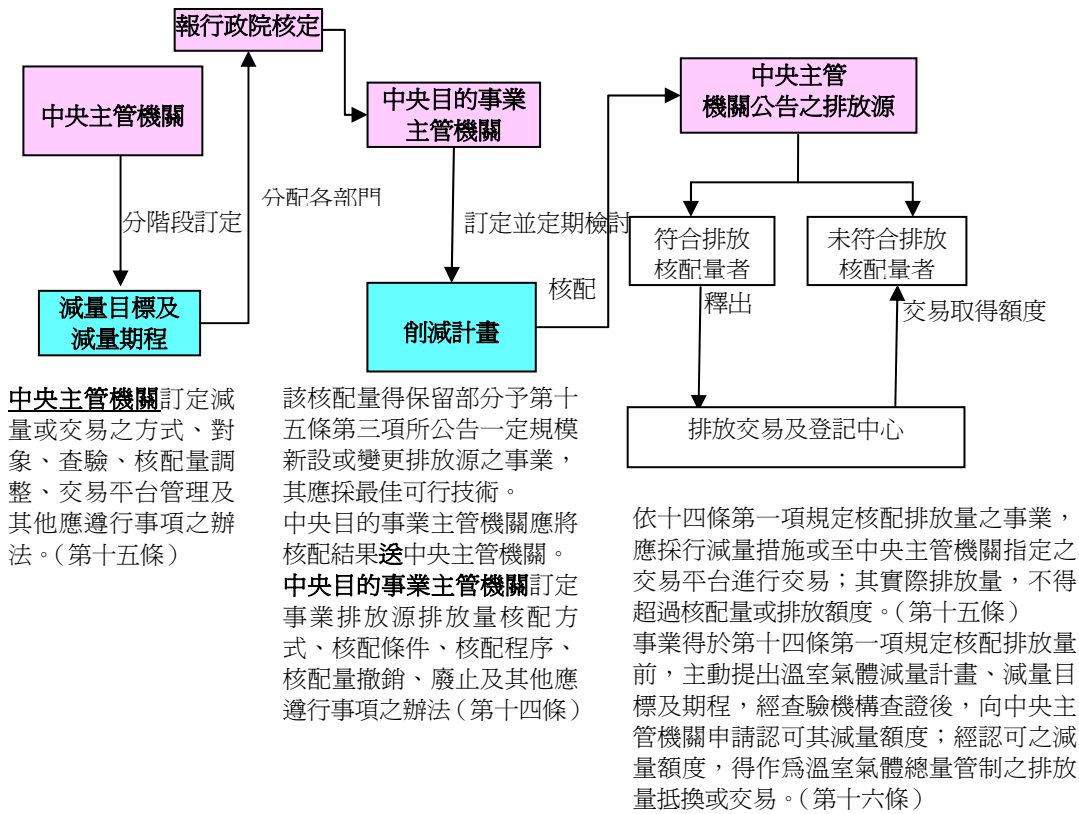 報行政院核定
中央主管機關
中央目的事業
主管機關
中央主管
機關公告之排放源
分階段訂定
分配各部門
訂定並定期檢討
符合排放
核配量者
未符合排放
核配量者
減量目標及
減量期程
創減計畫
核配
釋出
交易取得額度
排放交易及登記中心
中央主管機關訂定減
量或交易之方式、對
象、查驗、核配量調
整、交易平台管理及
其他應遵行事項之辦
法。（第十五條）
該核配量得保留部分予第十
五條第三項所公告一定規模
新設或變更排放源之事業，
其應採最佳可行技術。
中央目的事業主管機關應將
核配結果送中央主管機關。
中央目的事業主管機關訂定
事業排放源排放量核配方
式、核配條件、核配程序、
核配量撤銷、廢止及其他應
遵行事項之辦法（第十四條）
依十四條第一項規定核配排放量之事業，
應採行減量措施或至中央主管機關指定之
交易平台進行交易；其實際排放量，不得
超過核配量或排放額度。（第十五條）
事業得於第十四條第一項規定核配排放量
前，主動提出溫室氣體減量計畫、減量目
標及期程，經查驗機構查證後，向中央主
管機關申請認可其減量額度；經認可之減
量額度，得作為溫室氣體總量管制之排放
量抵換或交易。（第十六條）